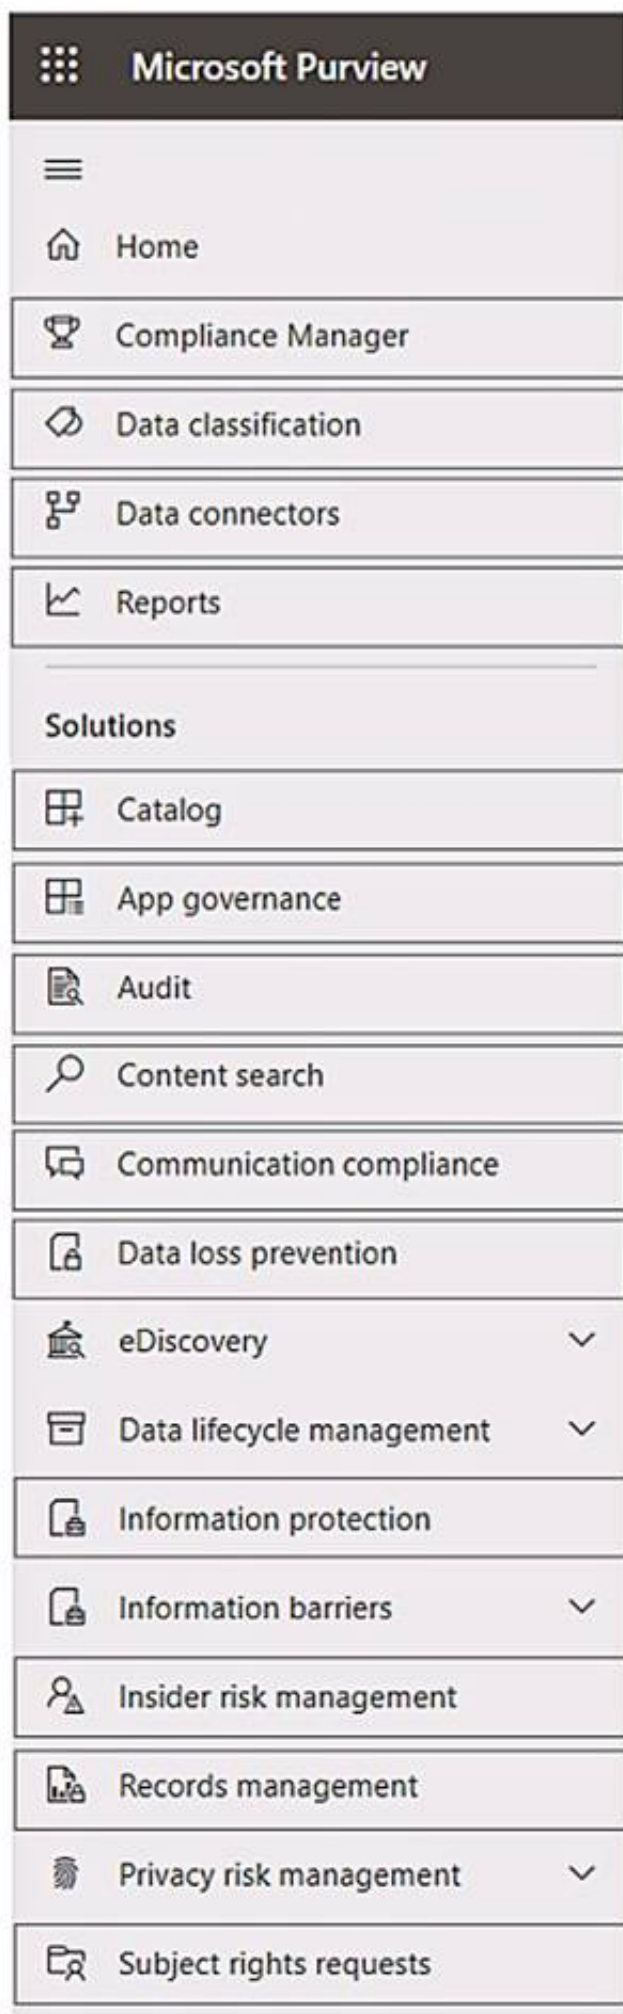 Microsoft Purview
Home
Compliance Manager
Data classification
Data connectors
Reports
Solutions
Catalog
App governance
Audit
Content search
Communication compliance
Data loss prevention
eDiscovery
Data lifecycle management
Information protection
Information barriers
Insider risk management
Records management
Privacy risk management
Subject rights requests